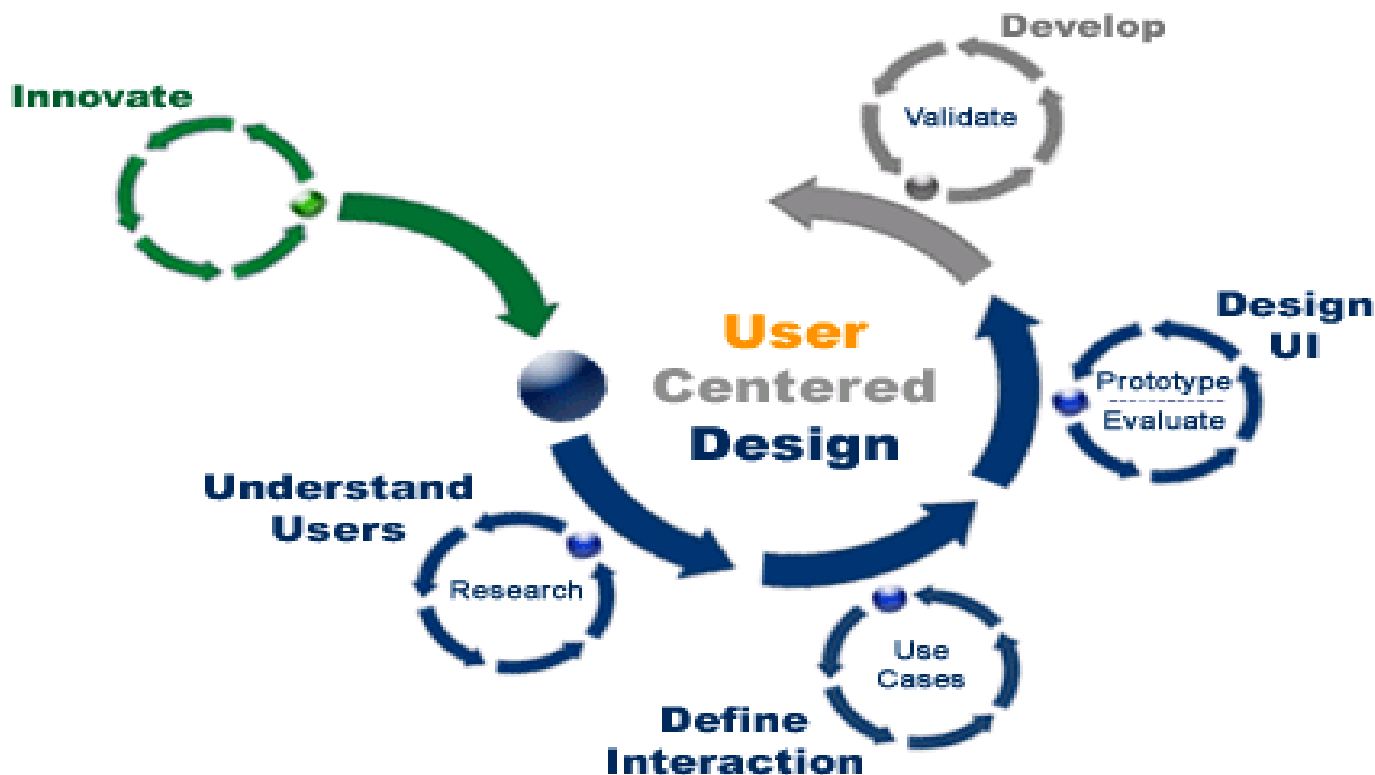 Innovate
User
Centered
Design
Understand
Users
Research
Define
Interaction
Use
Cases
Design
UI
Prototype
Evaluate
Develop
Validate